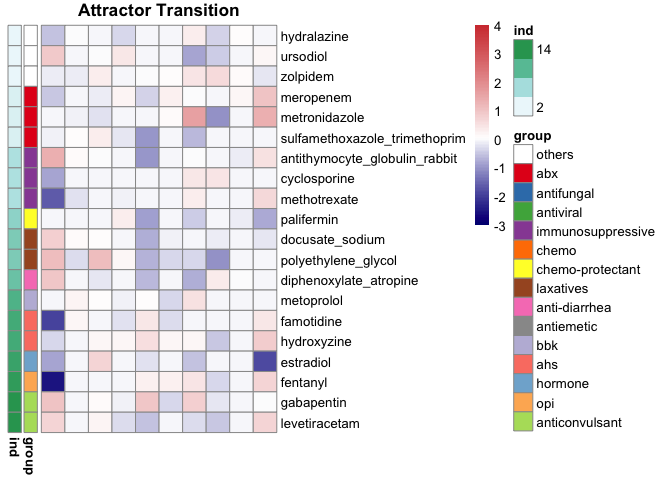 Attractor Transition
hydralazine
ursodiol
zolpidem
meropenem
metronidazole
sulfamethoxazole_trimethoprim
antithymocyte_globulin_rabbit
cyclosporine
methotrexate
palifermin
docusate_sodium
polyethylene_glycol
diphenoxylate_atropine
metoprolol
famotidine
hydroxyzine
estradiol
fentanyl
gabapentin
levetiracetam
ind
group
4
3
2
1
0
-1
-2
-3
ind
14
2
group
others
abx
antifungal
antiviral
immunosuppressive
chemo
chemo-protectant
laxatives
anti-diarrhea
antiemetic
bbk
ahs
hormone
opi
anticonvulsant